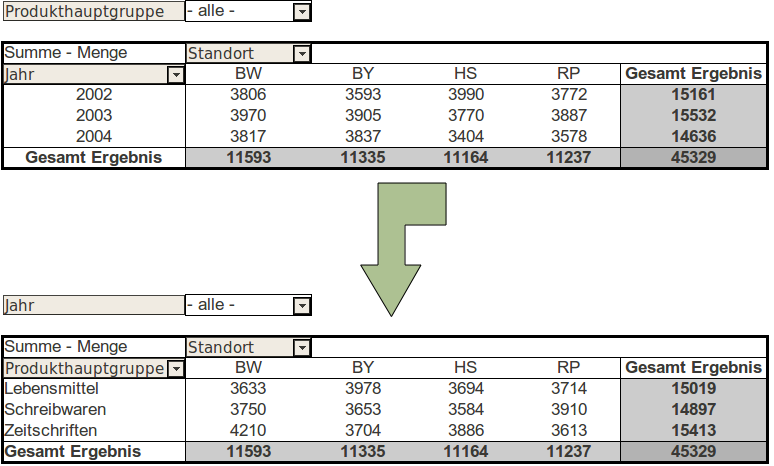 Produkthauptgruppe - alle -
Summe - Menge Standort
Jahr BW BY HS RP Gesamt Ergebnis
2002 3806 3593 3990 3772 15161
2003 3970 3905 3770 3887 15532
2004 3817 3837 3404 3578 14636
Gesamt Ergebnis 11593 11335 11164 11237 45329
Jahr - alle -
Summe - Menge Standort
Produkthauptgruppe BW BY HS RP Gesamt Ergebnis
Lebensmittel 3633 3978 3694 3714 15019
Schreibwaren 3750 3653 3584 3910 14897
Zeitschriften 4210 3704 3886 3613 15413
Gesamt Ergebnis 11593 11335 11164 11237 45329